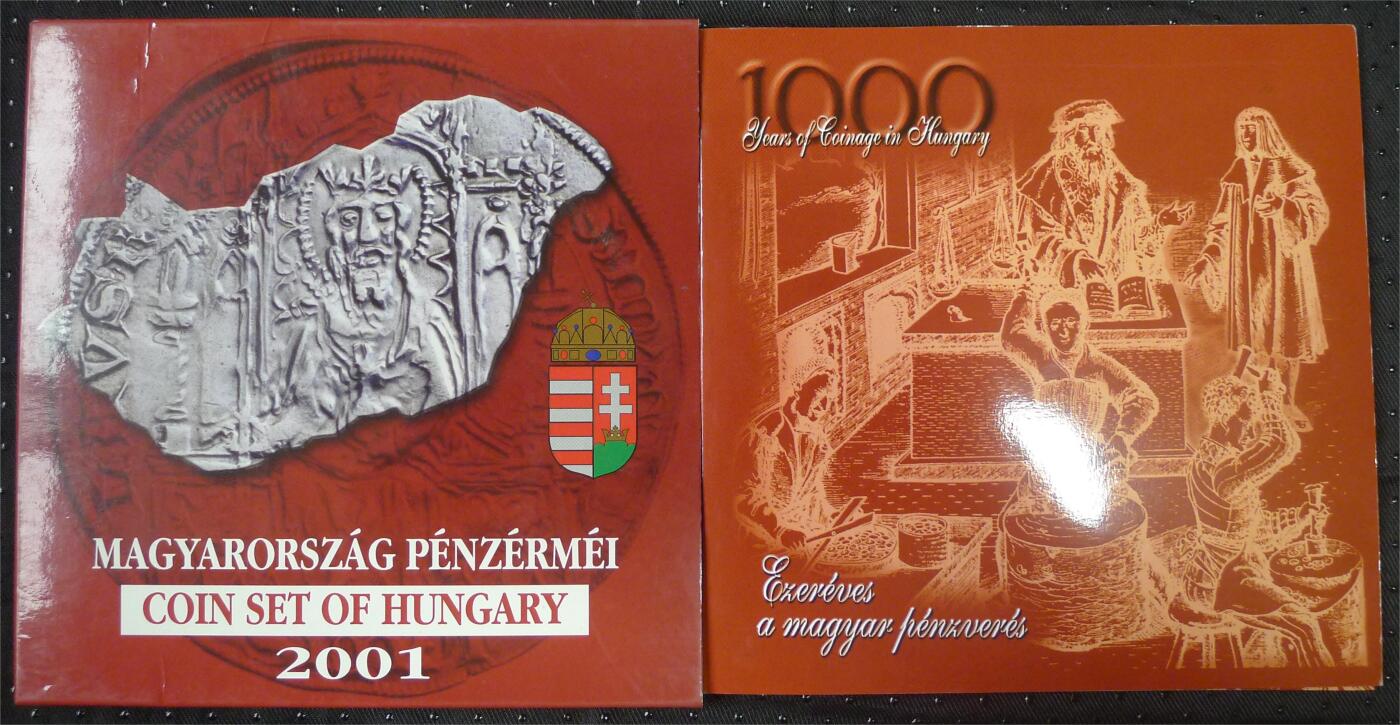 MAGYARORSZÁG PÉNZÉRMÉI
COIN SET OF HUNGARY
2001
1000
Years of Coinage in Hungary
Ezeréves
a magyar pénzverés